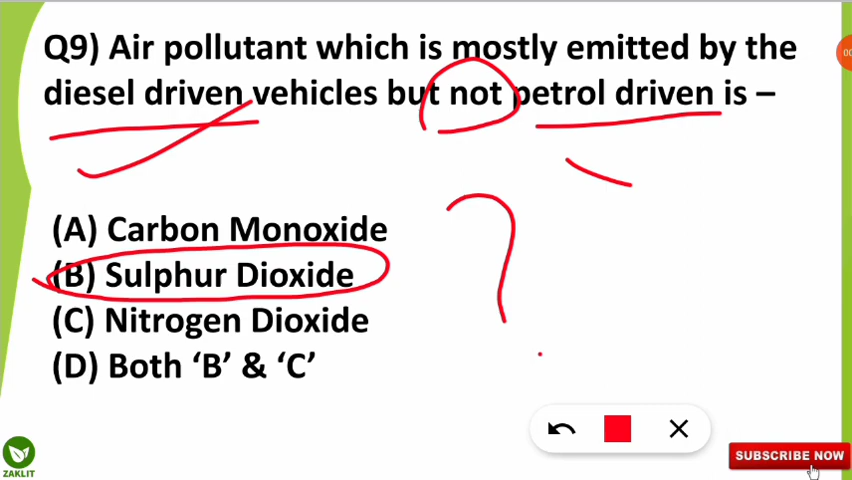 Q9) Air pollutant which is mostly emitted by the
diesel driven vehicles but not petrol driven is –
(A) Carbon Monoxide
(B) Sulphur Dioxide
(C) Nitrogen Dioxide
(D) Both ‘B’ & ‘C’
?
ZAKLIT
SUBSCRIBE NOW